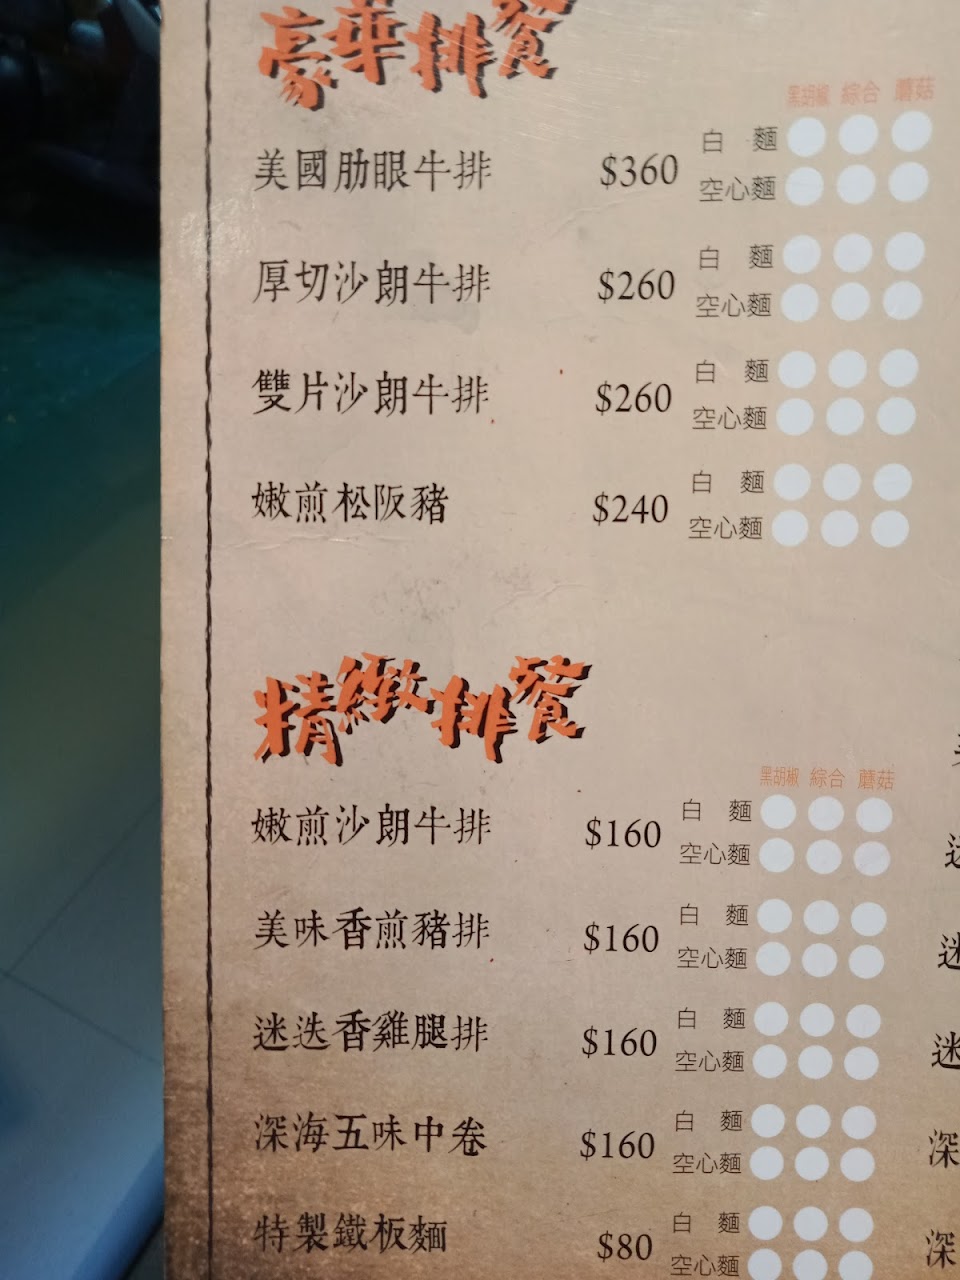 豪華排餐
黑胡椒 綜合 蘑菇
美國肋眼牛排 $360 白 麵
空心麵
厚切沙朗牛排 $260 白 麵
空心麵
雙片沙朗牛排 $260 白 麵
空心麵
嫩煎松阪豬 $240 白 麵
空心麵
精緻排餐
黑胡椒 綜合 蘑菇
嫩煎沙朗牛排 $160 白 麵
空心麵
美味香煎豬排 $160 白 麵
空心麵
迷迭香雞腿排 $160 白 麵
空心麵
迷
深海五味中卷 $160 白 麵
空心麵
深
特製鐵板麵 $80 白 麵
空心麵
深